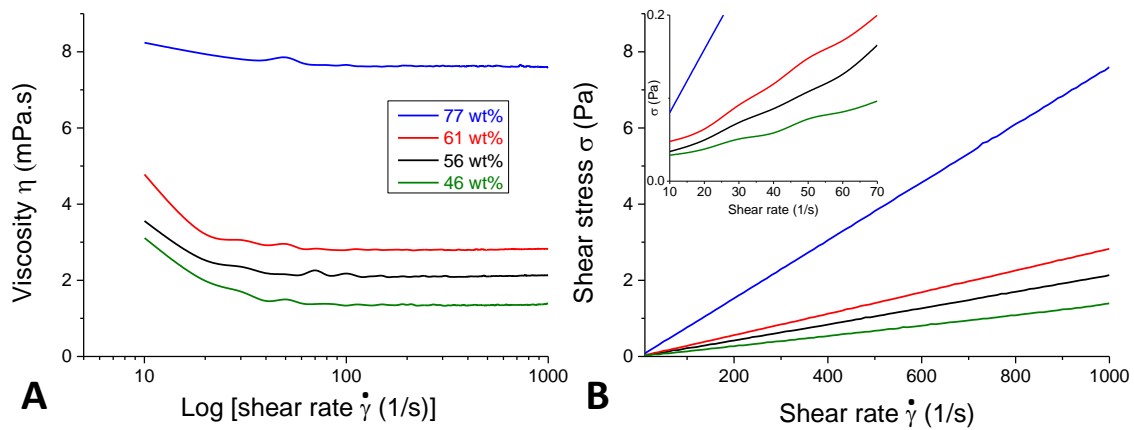 8
6
4
2
0
Viscosity η (mPa.s)
77 wt%
61 wt%
56 wt%
46 wt%
10
100
1000
Log [shear rate γ̇ (1/s)]
A
8
6
4
2
0
Shear stress σ (Pa)
0.2
0.0
σ (Pa)
10
20
30
40
50
60
70
Shear rate (1/s)
200
400
600
800
1000
Shear rate γ̇ (1/s)
B